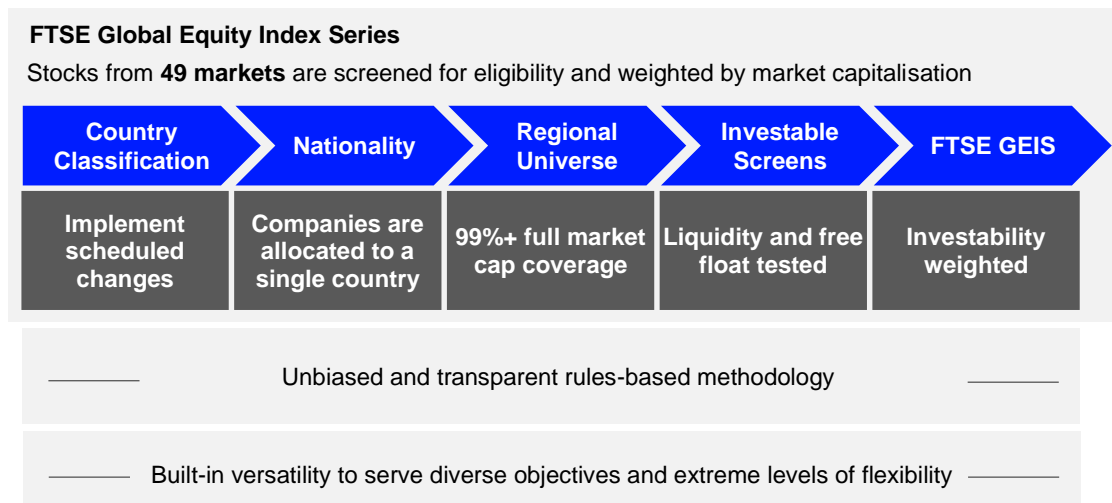 FTSE Global Equity Index Series
Stocks from 49 markets are screened for eligibility and weighted by market capitalisation
Country
Classification
Nationality
Regional
Universe
Investable
Screens
FTSE GEIS
Implement
scheduled
changes
Companies are
allocated to a
single country
99%+ full market
cap coverage
Liquidity and free
float tested
Investability
weighted
Unbiased and transparent rules-based methodology
Built-in versatility to serve diverse objectives and extreme levels of flexibility